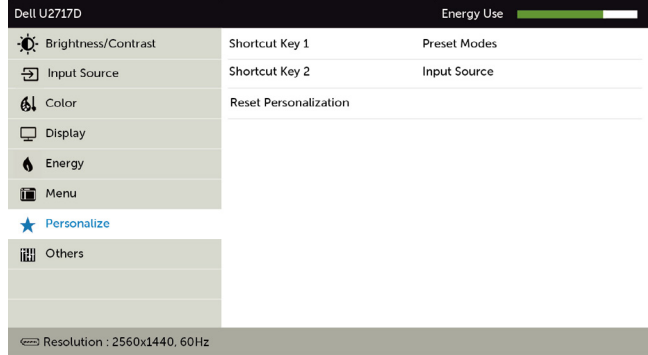 Dell U2717D Energy Use
Brightness/Contrast Shortcut Key 1 Preset Modes
Input Source Shortcut Key 2 Input Source
Color Reset Personalization
Display
Energy
Menu
Personalize
Others
Resolution : 2560x1440, 60Hz